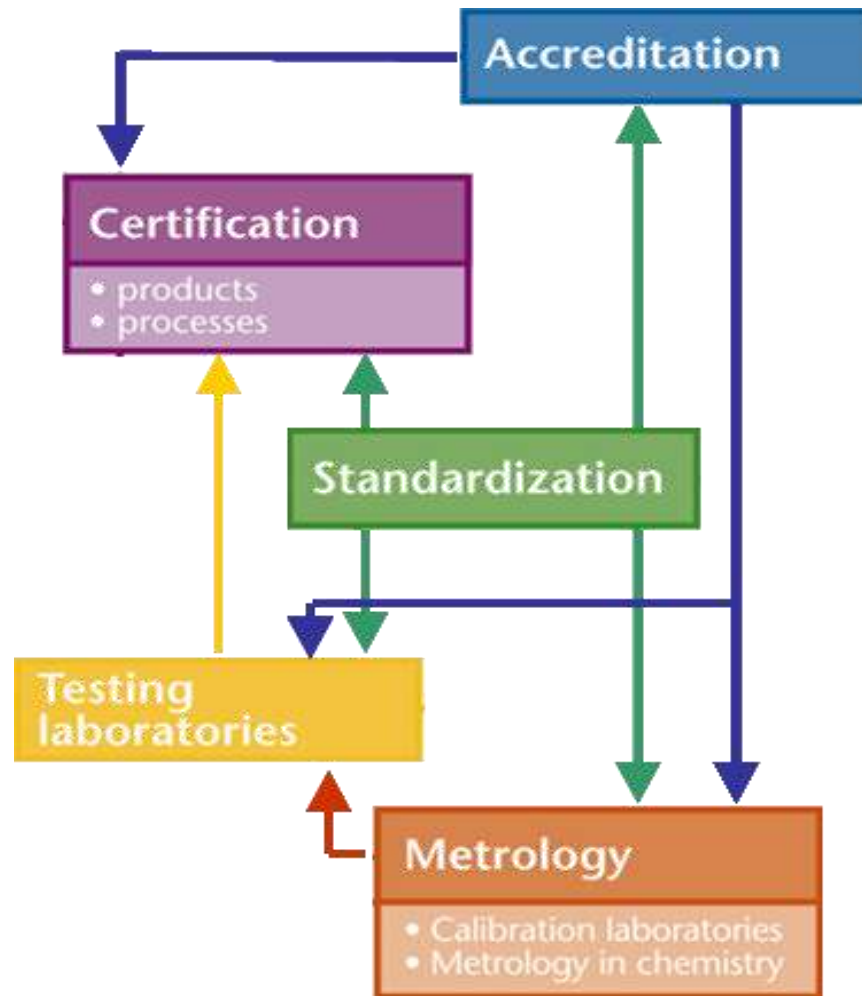 Accreditation
Certification
• products
• processes
Standardization
Testing
laboratories
Metrology
• Calibration laboratories
• Metrology in chemistry